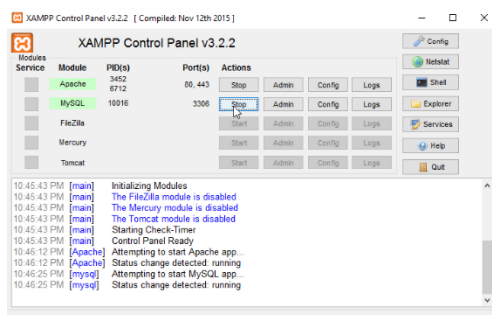 XAMPP Control Panel v3.2.2 [ Compiled: Nov 12th 2015 ]
XAMPP Control Panel v3.2.2
Config
Modules
Service Module PID(s) Port(s) Actions
Netstat
Apache 3452 6712 80, 443 Stop Admin Config Logs
Shell
MySQL 10016 3306 Stop Admin Config Logs
Explorer
FileZilla Start Admin Config Logs
Services
Mercury Start Admin Config Logs
Help
Tomcat Start Admin Config Logs
Quit
10:45:43 PM [main] Initializing Modules
10:45:43 PM [main] The FileZilla module is disabled
10:45:43 PM [main] The Mercury module is disabled
10:45:43 PM [main] The Tomcat module is disabled
10:45:43 PM [main] Starting Check-Timer
10:45:43 PM [main] Control Panel Ready
10:46:12 PM [Apache] Attempting to start Apache app...
10:46:12 PM [Apache] Status change detected: running
10:46:25 PM [mysql] Attempting to start MySQL app...
10:46:25 PM [mysql] Status change detected: running